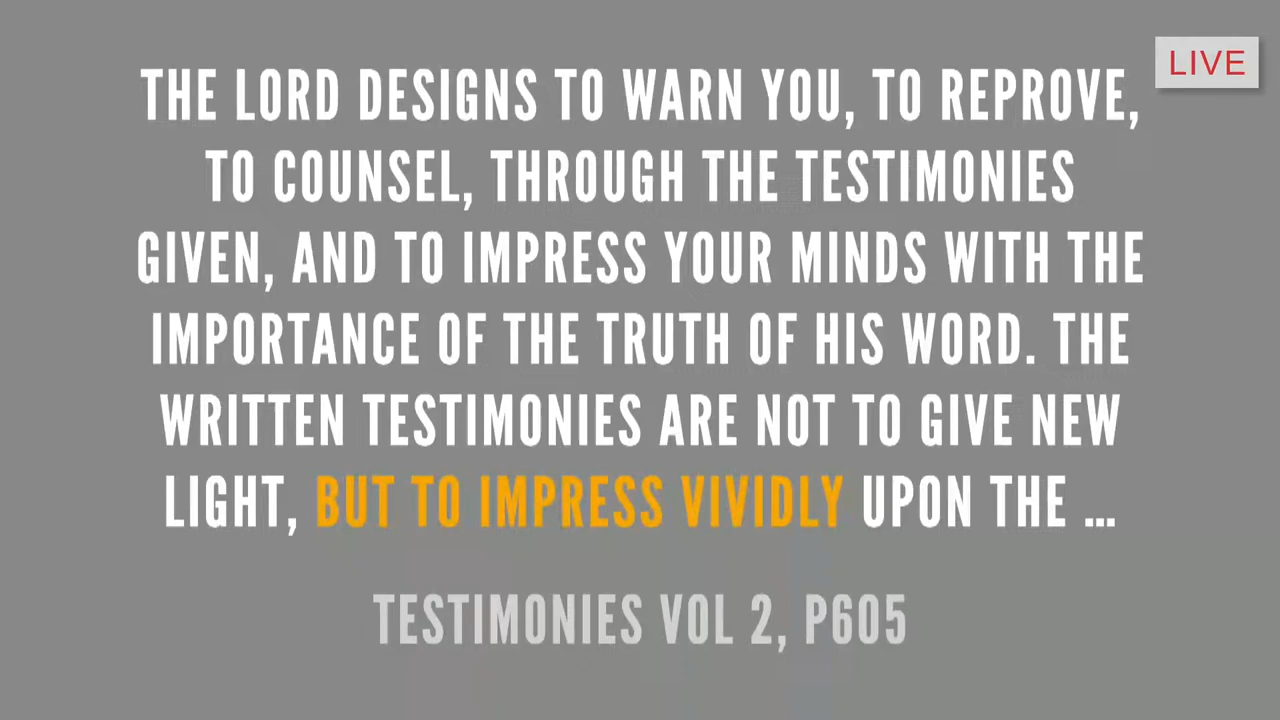 LIVE
THE LORD DESIGNS TO WARN YOU, TO REPROVE,
TO COUNSEL, THROUGH THE TESTIMONIES
GIVEN, AND TO IMPRESS YOUR MINDS WITH THE
IMPORTANCE OF THE TRUTH OF HIS WORD. THE
WRITTEN TESTIMONIES ARE NOT TO GIVE NEW
LIGHT, BUT TO IMPRESS VIVIDLY UPON THE ...
TESTIMONIES VOL 2, P605